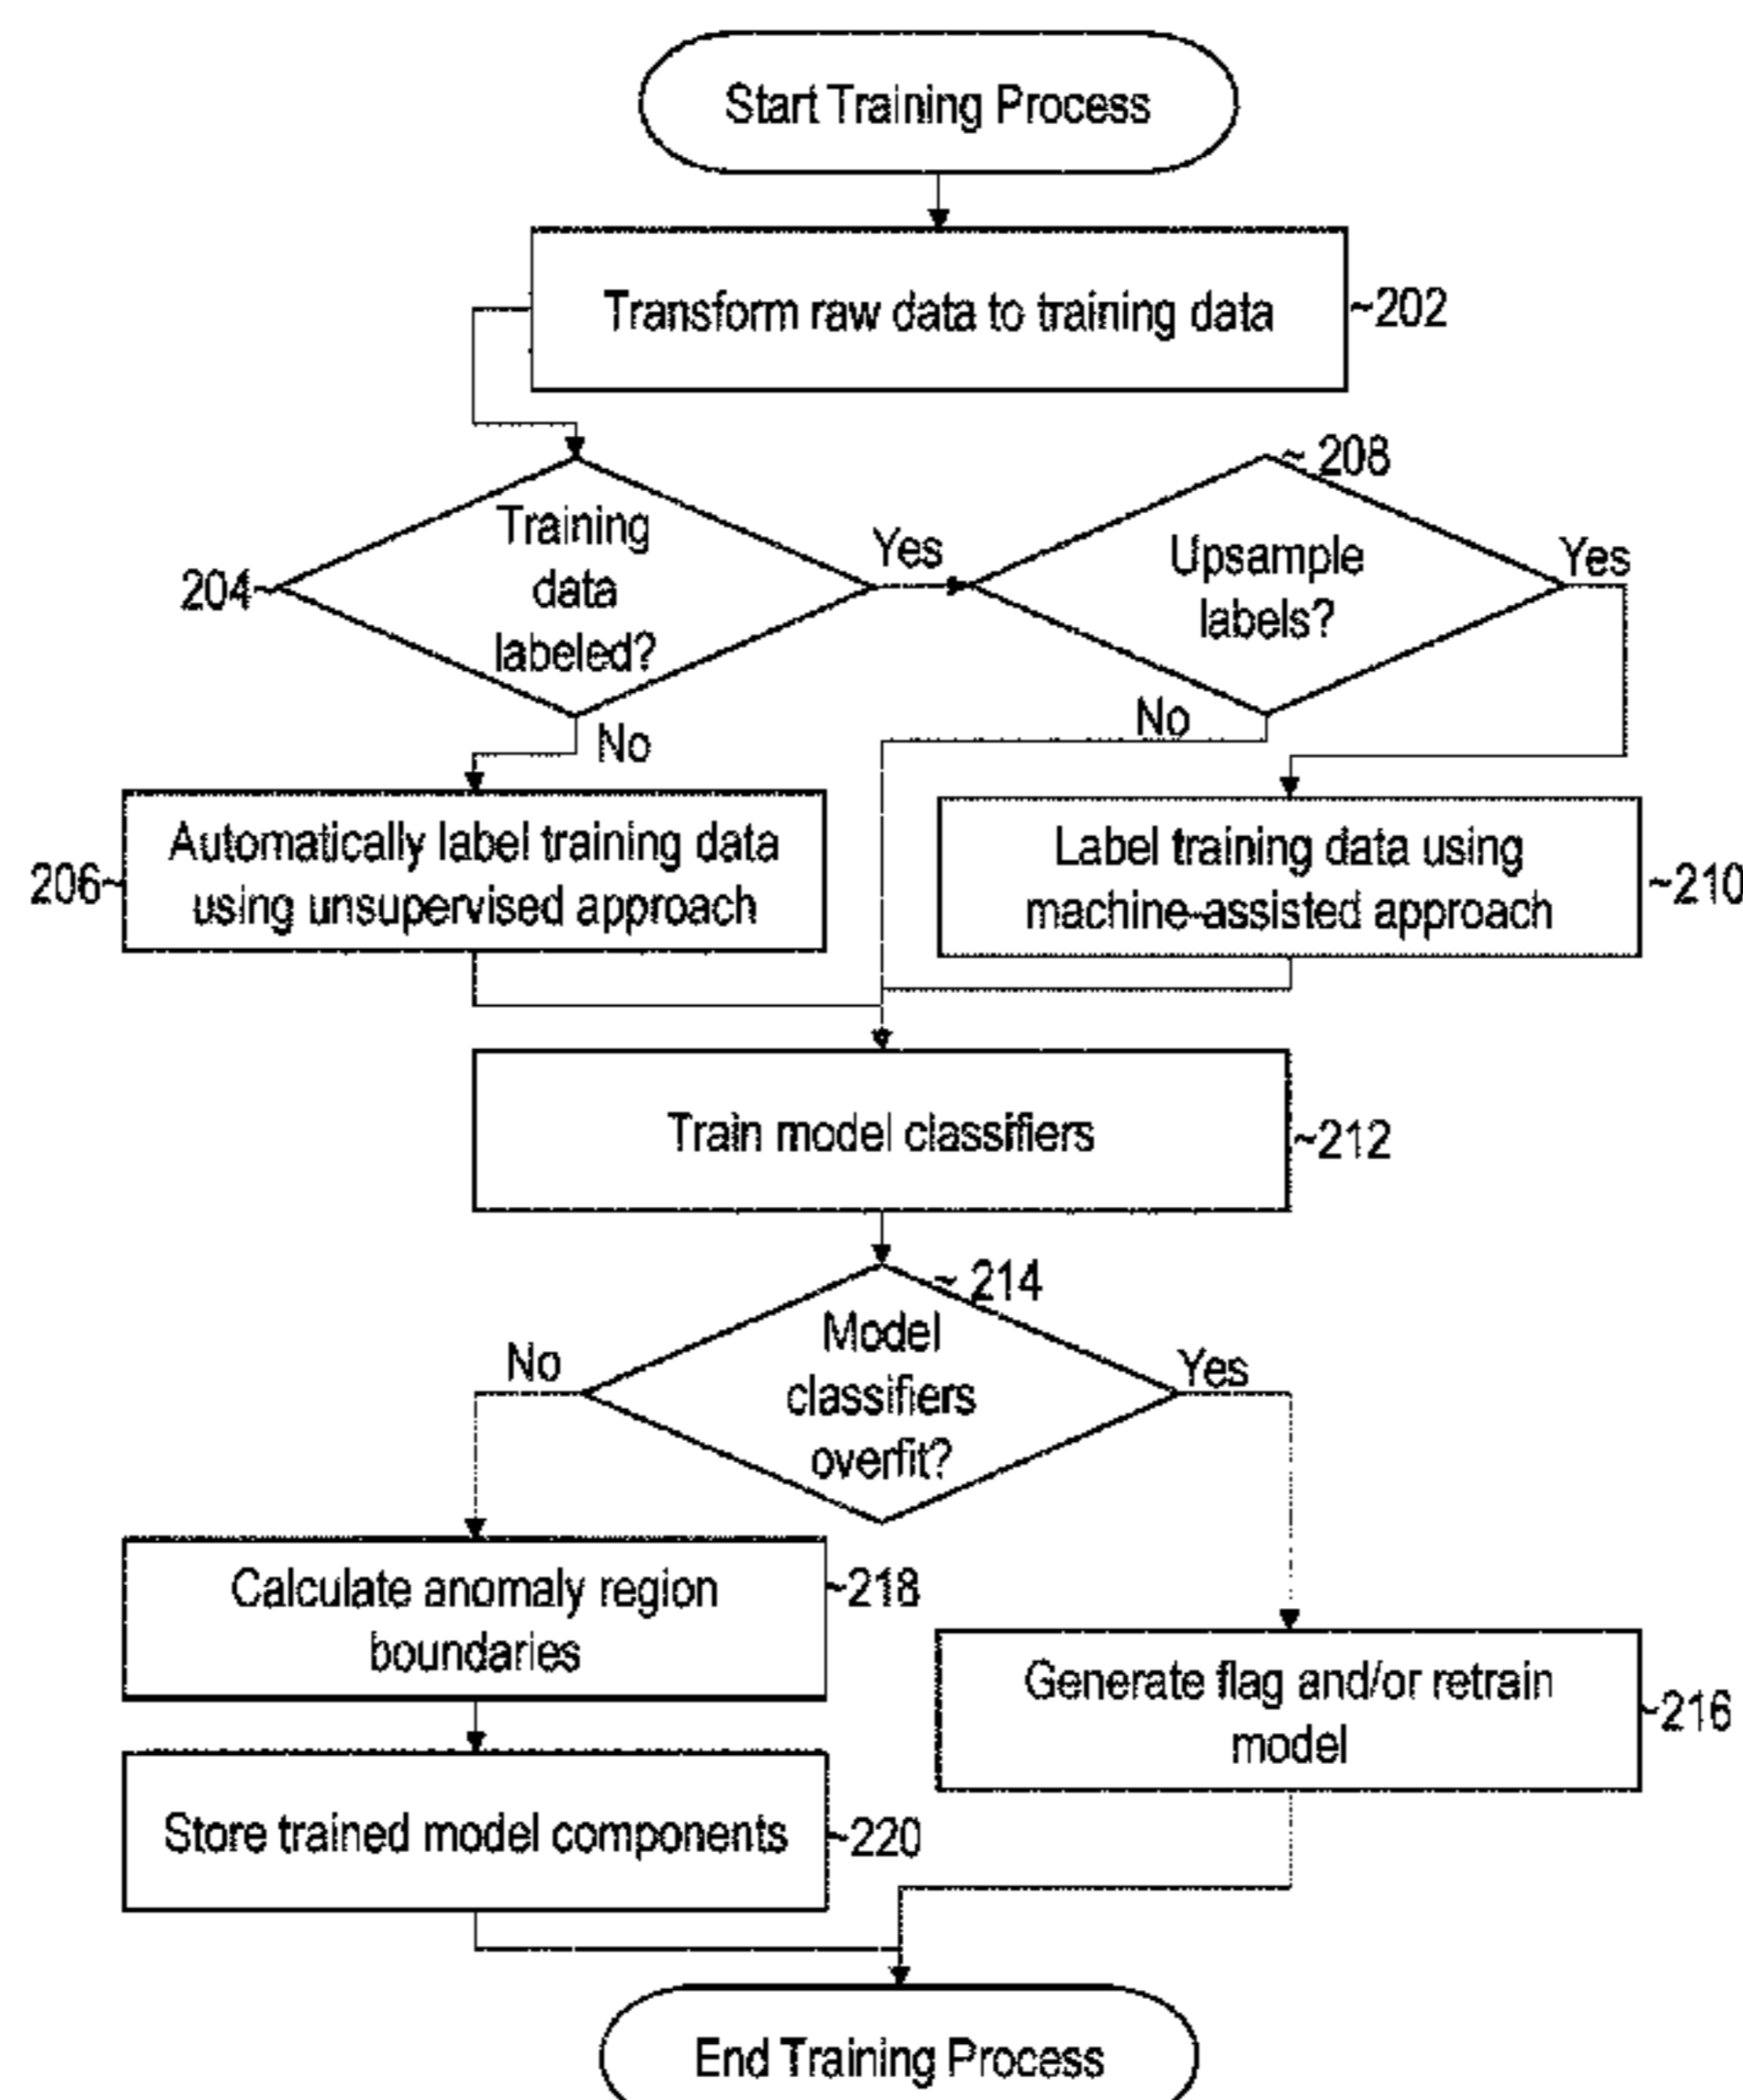 Start Training Process
Transform raw data to training data
~202
Training
data
labeled?
204~
Yes
~ 208
Upsample
labels?
Yes
No
No
Automatically label training data
using unsupervised approach
206~
Label training data using
machine-assisted approach
~210
Train model classifiers
~212
~ 214
Model
classifiers
overfit?
No
Yes
Calculate anomaly region
boundaries
~218
Generate flag and/or retrain
model
~216
Store trained model components
~220
End Training Process